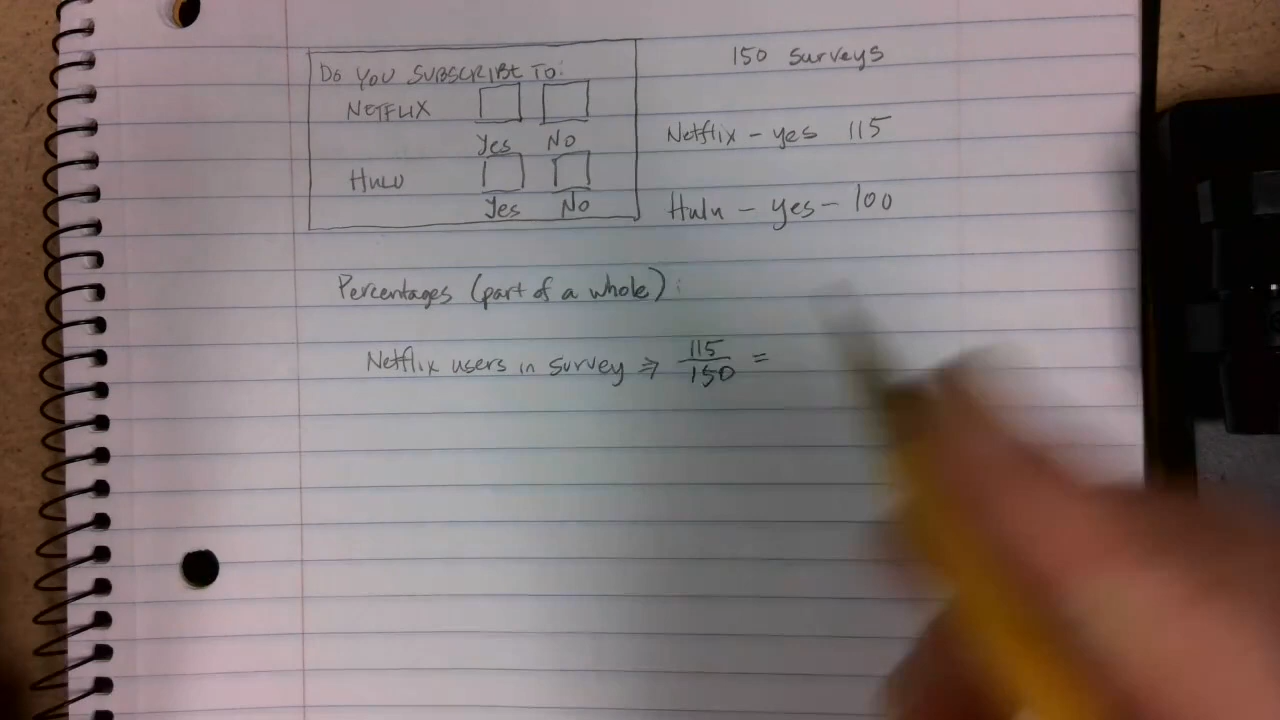 DO YOU SUBSCRIBE TO:
NETFLIX
Yes No
HULU
Yes No
150 surveys
Netflix - yes 115
Hulu - yes - 100
Percentages (part of a whole):
Netflix users in survey ⇒ 115/150 =